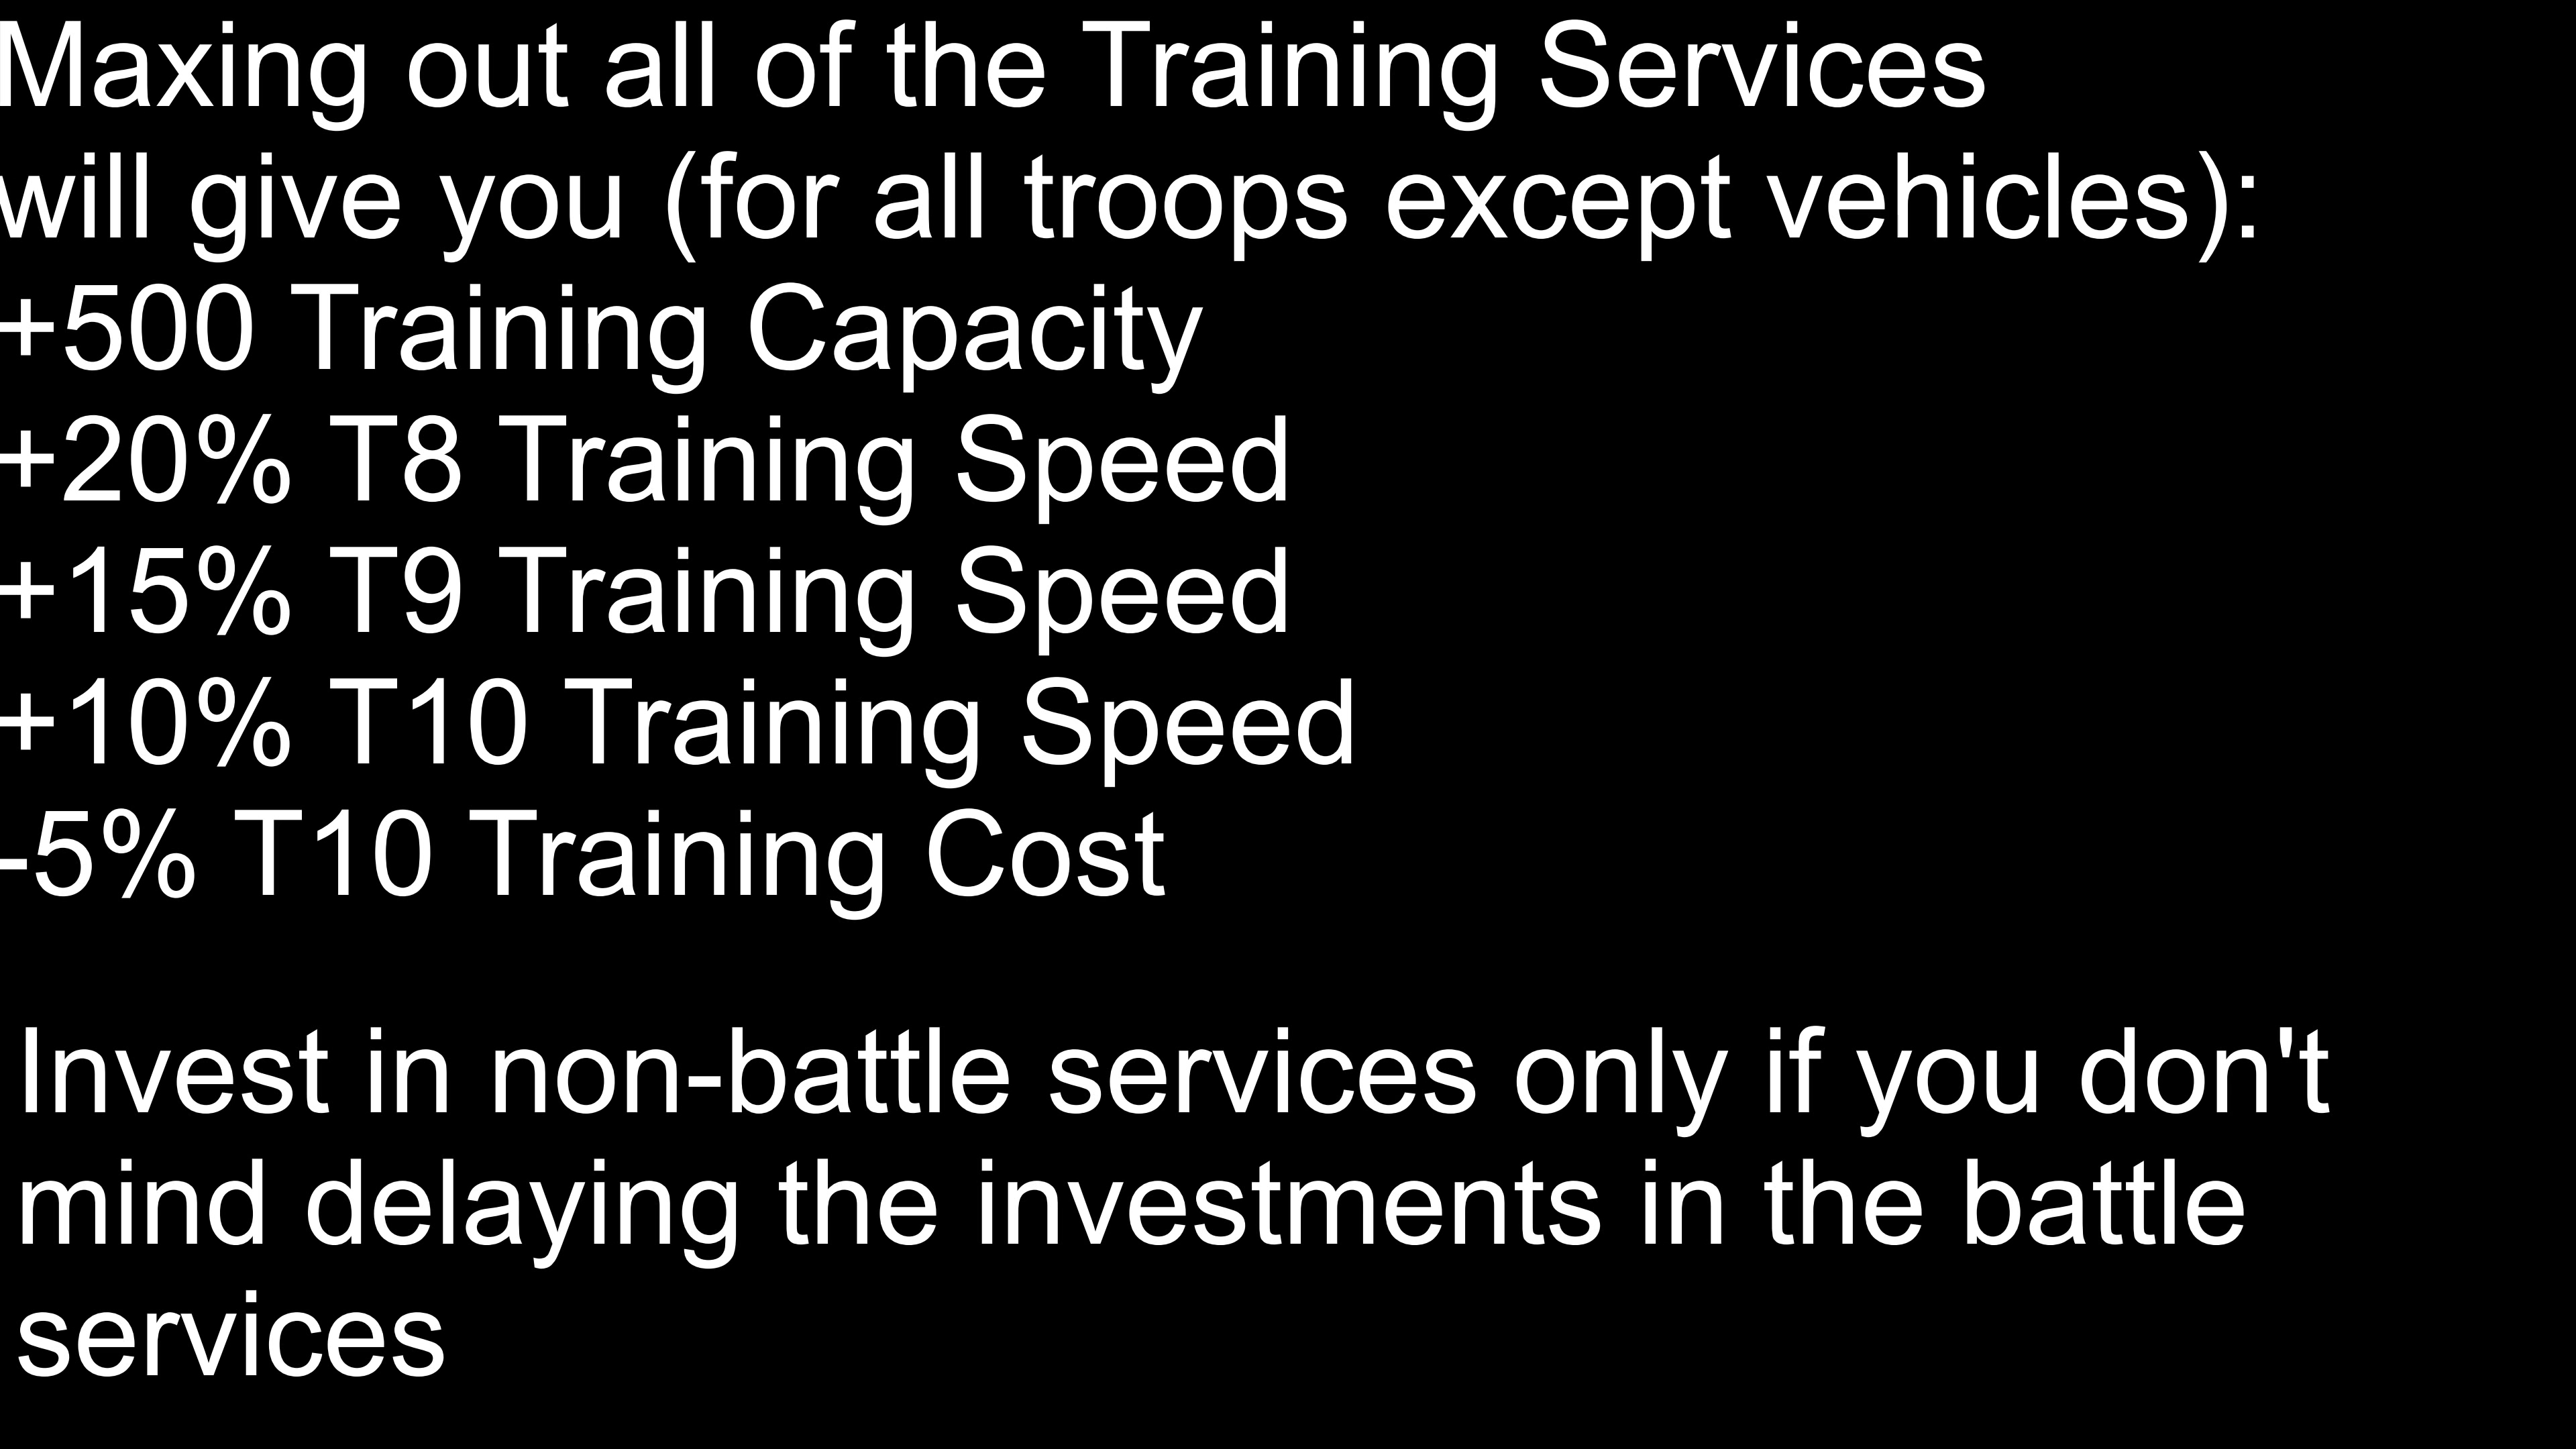 Maxing out all of the Training Services
will give you (for all troops except vehicles):
+500 Training Capacity
+20% T8 Training Speed
+15% T9 Training Speed
+10% T10 Training Speed
-5% T10 Training Cost
Invest in non-battle services only if you don't
mind delaying the investments in the battle
services